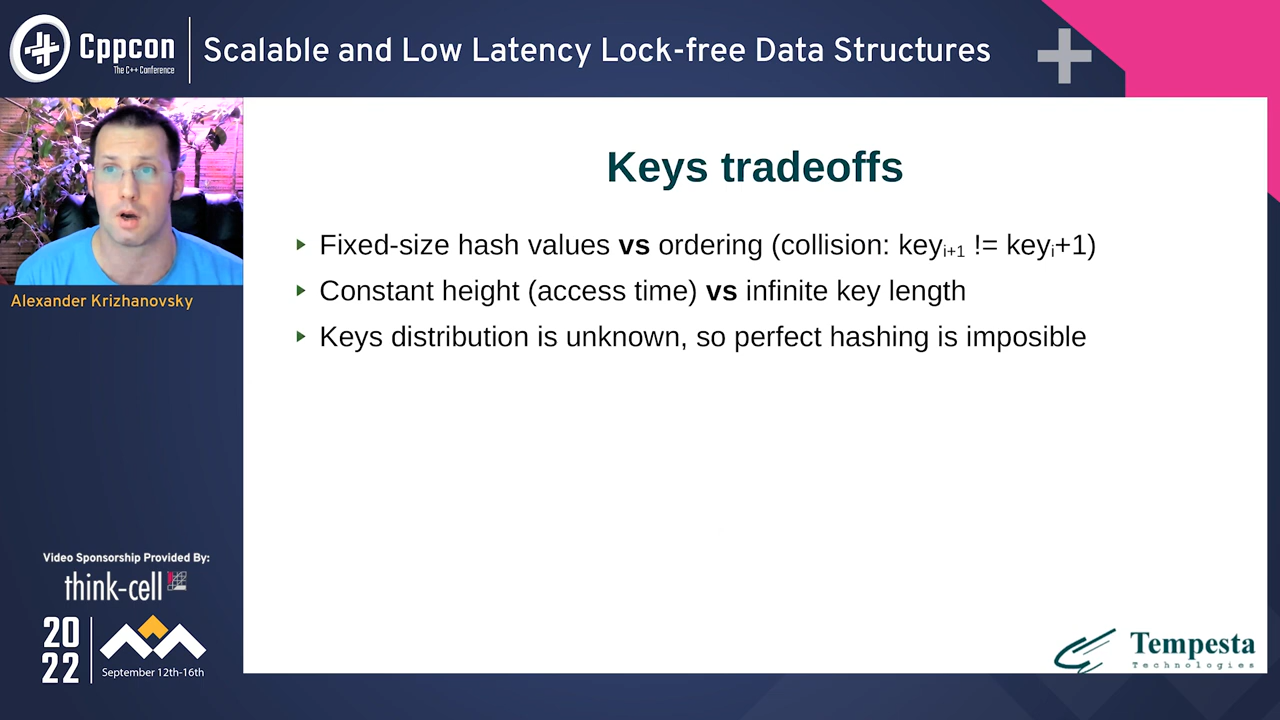 Cppcon
The C++ Conference
Scalable and Low Latency Lock-free Data Structures
Keys tradeoffs
Fixed-size hash values vs ordering (collision: keyi+1 != keyi+1)
Constant height (access time) vs infinite key length
Keys distribution is unknown, so perfect hashing is imposible
Alexander Krizhanovsky
Video Sponsorship Provided By:
think-cell
20
22
September 12th-16th
Tempesta
Technologies